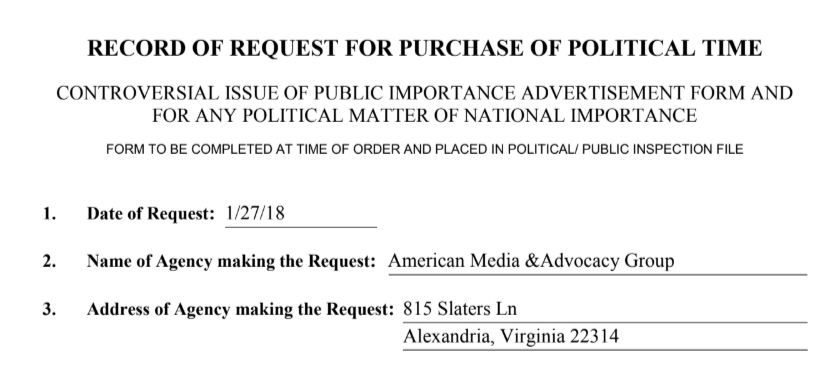 RECORD OF REQUEST FOR PURCHASE OF POLITICAL TIME
CONTROVERSIAL ISSUE OF PUBLIC IMPORTANCE ADVERTISEMENT FORM AND
FOR ANY POLITICAL MATTER OF NATIONAL IMPORTANCE
FORM TO BE COMPLETED AT TIME OF ORDER AND PLACED IN POLITICAL/ PUBLIC INSPECTION FILE
1. Date of Request: 1/27/18
2. Name of Agency making the Request: American Media &Advocacy Group
3. Address of Agency making the Request: 815 Slaters Ln
Alexandria, Virginia 22314